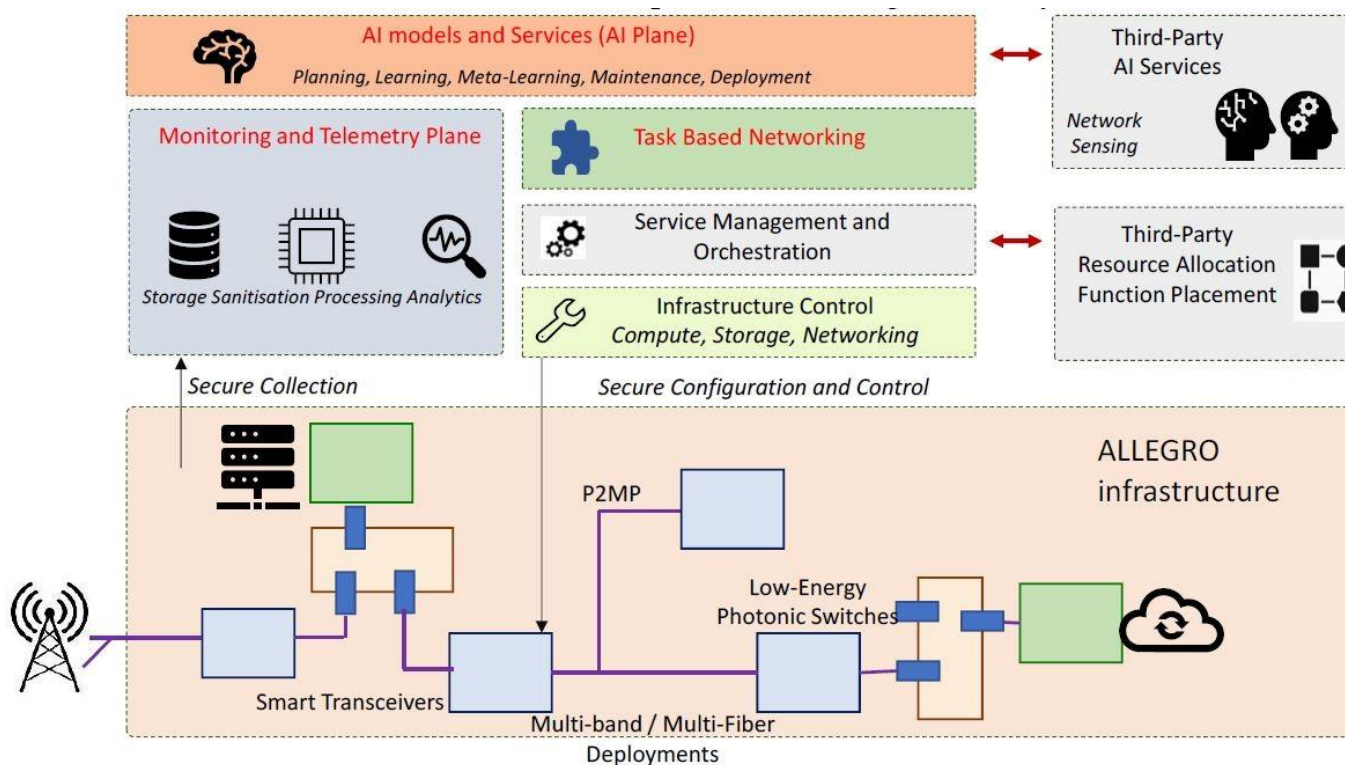 AI models and Services (AI Plane)
Planning, Learning, Meta-Learning, Maintenance, Deployment
Third-Party
AI Services
Network
Sensing
Monitoring and Telemetry Plane
Storage Sanitisation Processing Analytics
Task Based Networking
Service Management and
Orchestration
Third-Party
Resource Allocation
Function Placement
Infrastructure Control
Compute, Storage, Networking
Secure Collection
Secure Configuration and Control
ALLEGRO
infrastructure
P2MP
Low-Energy
Photonic Switches
Smart Transceivers
Multi-band / Multi-Fiber
Deployments